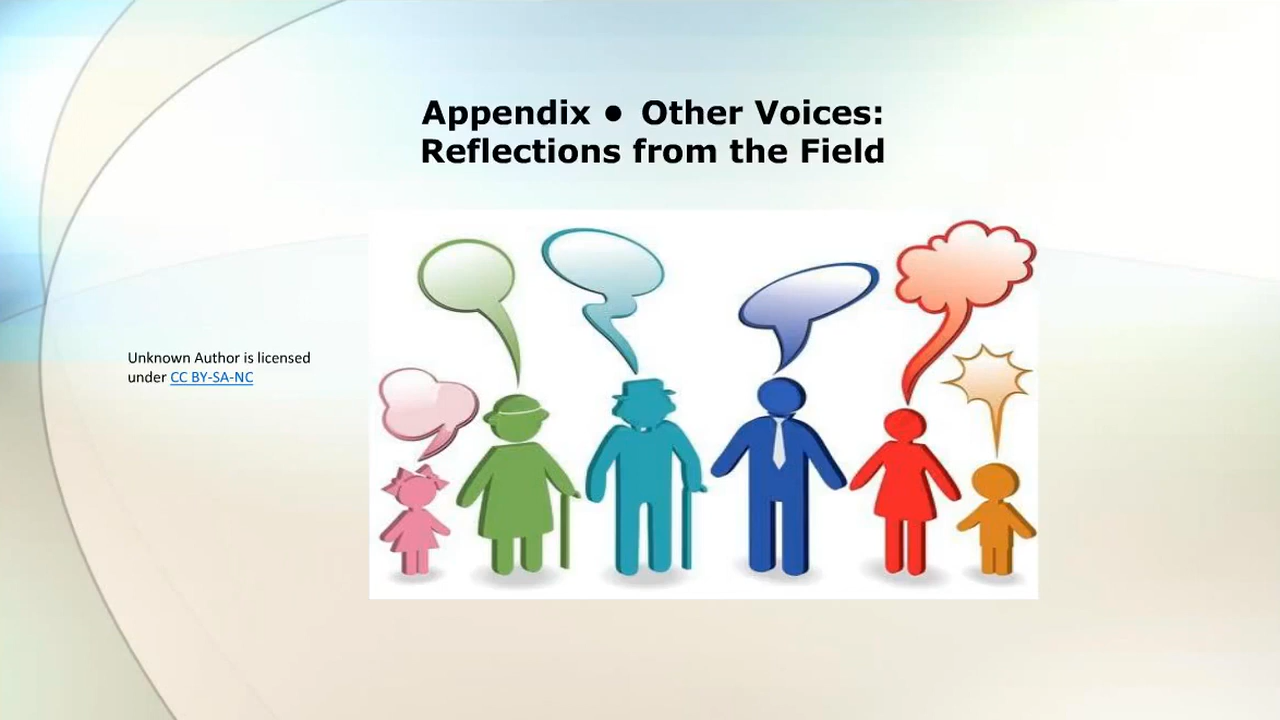 Appendix • Other Voices:
Reflections from the Field
Unknown Author is licensed
under CC BY-SA-NC